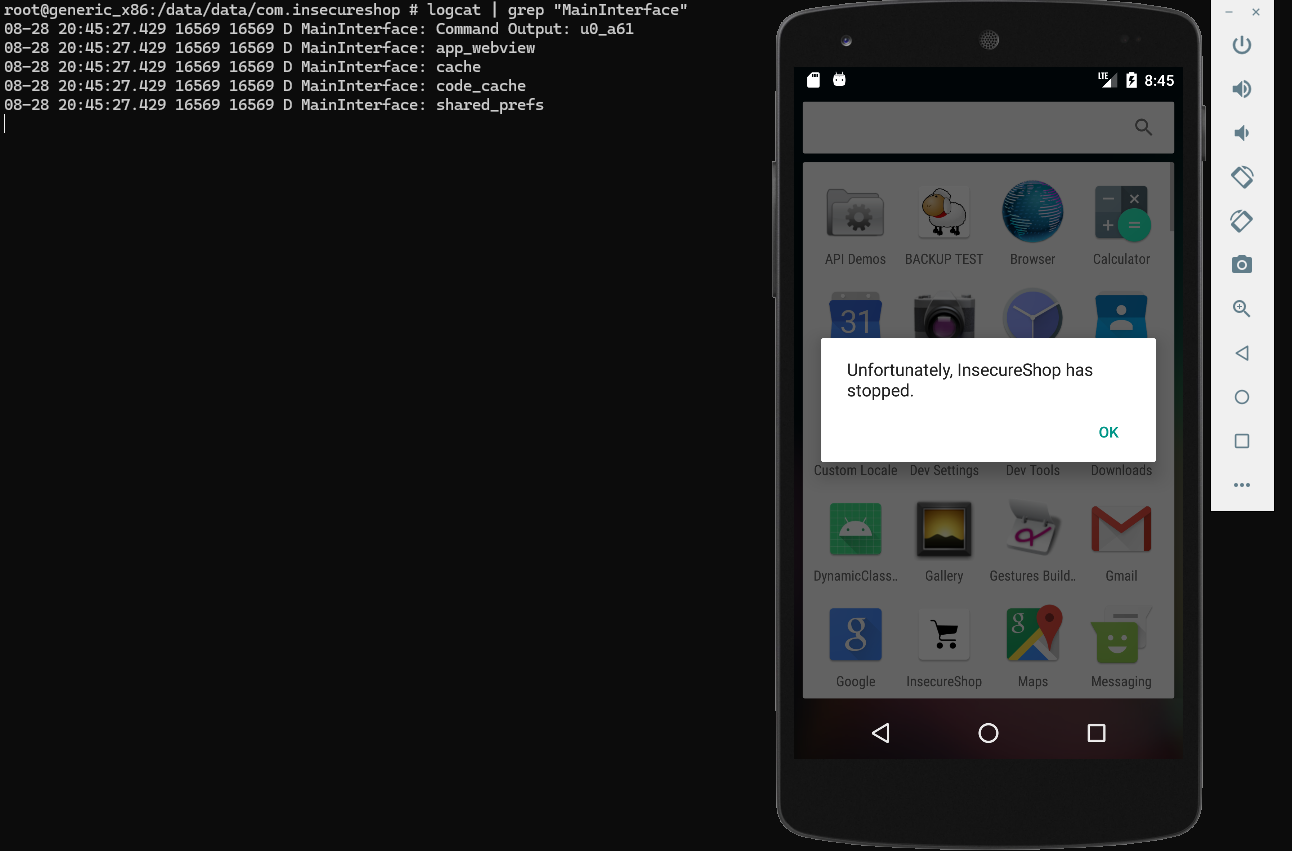 root@generic_x86:/data/data/com.insecureshop # logcat | grep "MainInterface"
08-28 20:45:27.429 16569 16569 D MainInterface: Command Output: u0_a61
08-28 20:45:27.429 16569 16569 D MainInterface: app_webview
08-28 20:45:27.429 16569 16569 D MainInterface: cache
08-28 20:45:27.429 16569 16569 D MainInterface: code_cache
08-28 20:45:27.429 16569 16569 D MainInterface: shared_prefs
LTE 8:45
API Demos BACKUP TEST Browser Calculator
31
Unfortunately, InsecureShop has
stopped.
OK
Custom Locale Dev Settings Dev Tools Downloads
DynamicClass.. Gallery Gestures Build.. Gmail
g
g
Google InsecureShop Maps Messaging